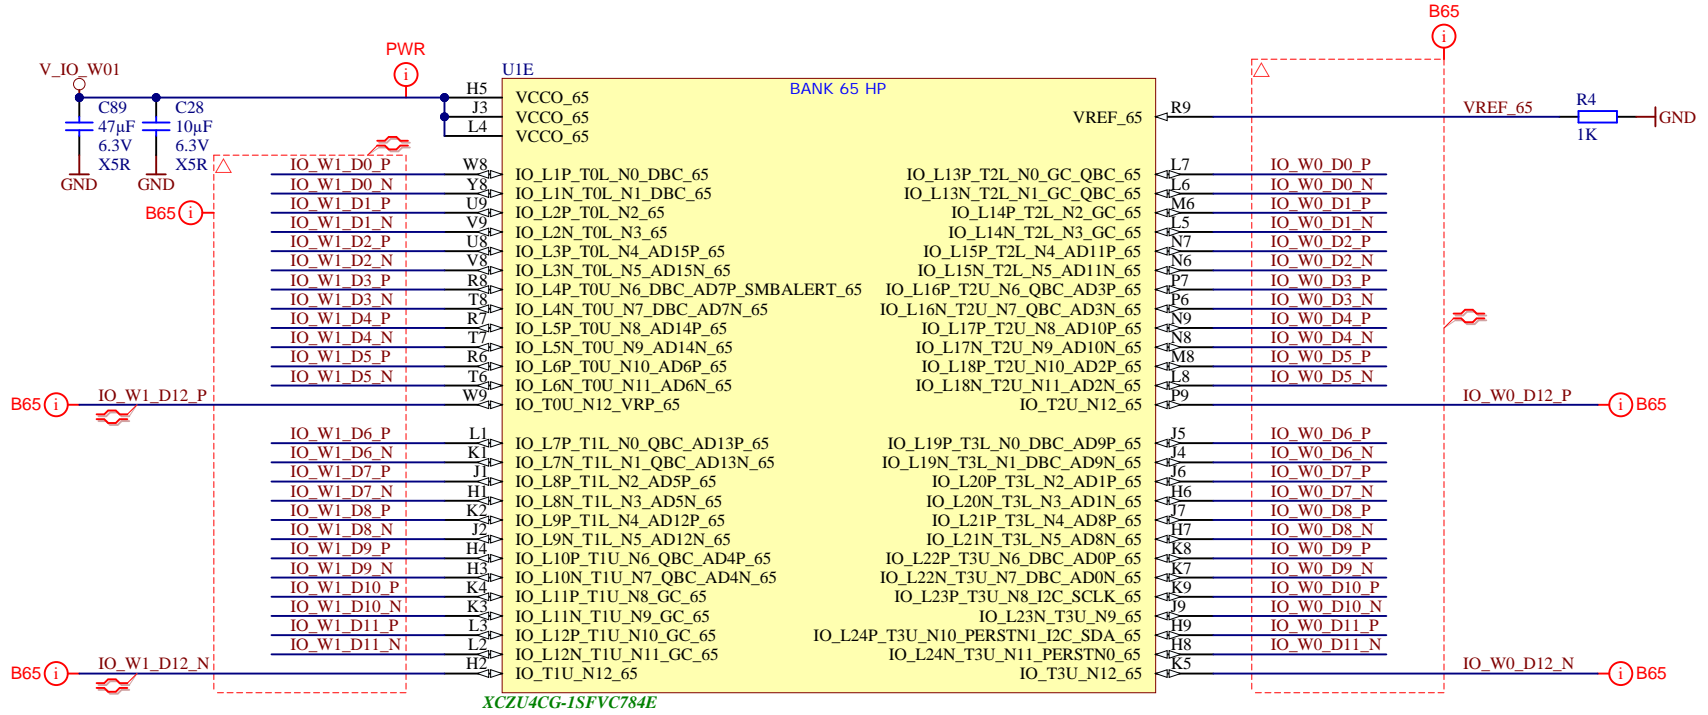 B65
i
PWR
i
V_IO_W01
C89
47µF
6.3V
X5R
GND
C28
10µF
6.3V
X5R
GND
U1E
BANK 65 HP
H5 VCCO_65
J3 VCCO_65
L4 VCCO_65
VREF_65 R9 VREF_65
R4
1K
GND
B65 i
IO_W1_D0_P W8 IO_L1P_T0L_N0_DBC_65
IO_W1_D0_N Y8 IO_L1N_T0L_N1_DBC_65
IO_W1_D1_P U9 IO_L2P_T0L_N2_65
IO_W1_D1_N V9 IO_L2N_T0L_N3_65
IO_W1_D2_P U8 IO_L3P_T0L_N4_AD15P_65
IO_W1_D2_N V8 IO_L3N_T0L_N5_AD15N_65
IO_W1_D3_P R8 IO_L4P_T0U_N6_DBC_AD7P_SMBALERT_65
IO_W1_D3_N T8 IO_L4N_T0U_N7_DBC_AD7N_65
IO_W1_D4_P R7 IO_L5P_T0U_N8_AD14P_65
IO_W1_D4_N T7 IO_L5N_T0U_N9_AD14N_65
IO_W1_D5_P R6 IO_L6P_T0U_N10_AD6P_65
IO_W1_D5_N T6 IO_L6N_T0U_N11_AD6N_65
B65 i IO_W1_D12_P W9 IO_T0U_N12_VRP_65
IO_W1_D6_P L1 IO_L7P_T1L_N0_QBC_AD13P_65
IO_W1_D6_N K1 IO_L7N_T1L_N1_QBC_AD13N_65
IO_W1_D7_P J1 IO_L8P_T1L_N2_AD5P_65
IO_W1_D7_N H1 IO_L8N_T1L_N3_AD5N_65
IO_W1_D8_P K2 IO_L9P_T1L_N4_AD12P_65
IO_W1_D8_N J2 IO_L9N_T1L_N5_AD12N_65
IO_W1_D9_P H4 IO_L10P_T1U_N6_QBC_AD4P_65
IO_W1_D9_N H3 IO_L10N_T1U_N7_QBC_AD4N_65
IO_W1_D10_P K4 IO_L11P_T1U_N8_GC_65
IO_W1_D10_N K3 IO_L11N_T1U_N9_GC_65
IO_W1_D11_P L3 IO_L12P_T1U_N10_GC_65
IO_W1_D11_N L2 IO_L12N_T1U_N11_GC_65
B65 i IO_W1_D12_N H2 IO_T1U_N12_65
IO_L13P_T2L_N0_GC_QBC_65 L7 IO_W0_D0_P
IO_L13N_T2L_N1_GC_QBC_65 L6 IO_W0_D0_N
IO_L14P_T2L_N2_GC_65 M6 IO_W0_D1_P
IO_L14N_T2L_N3_GC_65 L5 IO_W0_D1_N
IO_L15P_T2L_N4_AD11P_65 N7 IO_W0_D2_P
IO_L15N_T2L_N5_AD11N_65 N6 IO_W0_D2_N
IO_L16P_T2U_N6_QBC_AD3P_65 P7 IO_W0_D3_P
IO_L16N_T2U_N7_QBC_AD3N_65 P6 IO_W0_D3_N
IO_L17P_T2U_N8_AD10P_65 N9 IO_W0_D4_P
IO_L17N_T2U_N9_AD10N_65 N8 IO_W0_D4_N
IO_L18P_T2U_N10_AD2P_65 M8 IO_W0_D5_P
IO_L18N_T2U_N11_AD2N_65 L8 IO_W0_D5_N
IO_T2U_N12_65 P9 IO_W0_D12_P i B65
IO_L19P_T3L_N0_DBC_AD9P_65 J5 IO_W0_D6_P
IO_L19N_T3L_N1_DBC_AD9N_65 J4 IO_W0_D6_N
IO_L20P_T3L_N2_AD1P_65 J6 IO_W0_D7_P
IO_L20N_T3L_N3_AD1N_65 H6 IO_W0_D7_N
IO_L21P_T3L_N4_AD8P_65 J7 IO_W0_D8_P
IO_L21N_T3L_N5_AD8N_65 H7 IO_W0_D8_N
IO_L22P_T3U_N6_DBC_AD0P_65 K8 IO_W0_D9_P
IO_L22N_T3U_N7_DBC_AD0N_65 K7 IO_W0_D9_N
IO_L23P_T3U_N8_I2C_SCLK_65 K9 IO_W0_D10_P
IO_L23N_T3U_N9_65 J9 IO_W0_D10_N
IO_L24P_T3U_N10_PERSTN1_I2C_SDA_65 H9 IO_W0_D11_P
IO_L24N_T3U_N11_PERSTN0_65 H8 IO_W0_D11_N
IO_T3U_N12_65 K5 IO_W0_D12_N i B65
XCZU4CG-1SFVC784E